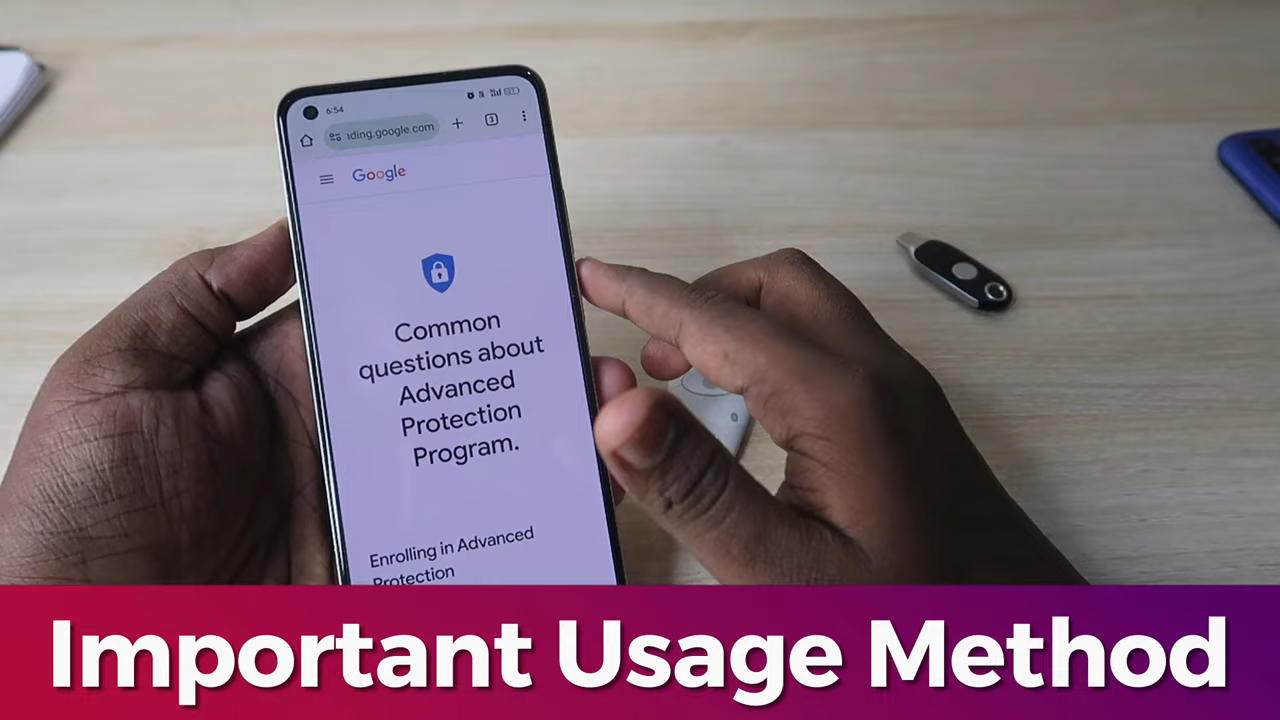 6:54
ıding.google.com
3
Google
Common
questions about
Advanced
Protection
Program.
Enrolling in Advanced
Protection
Important Usage Method